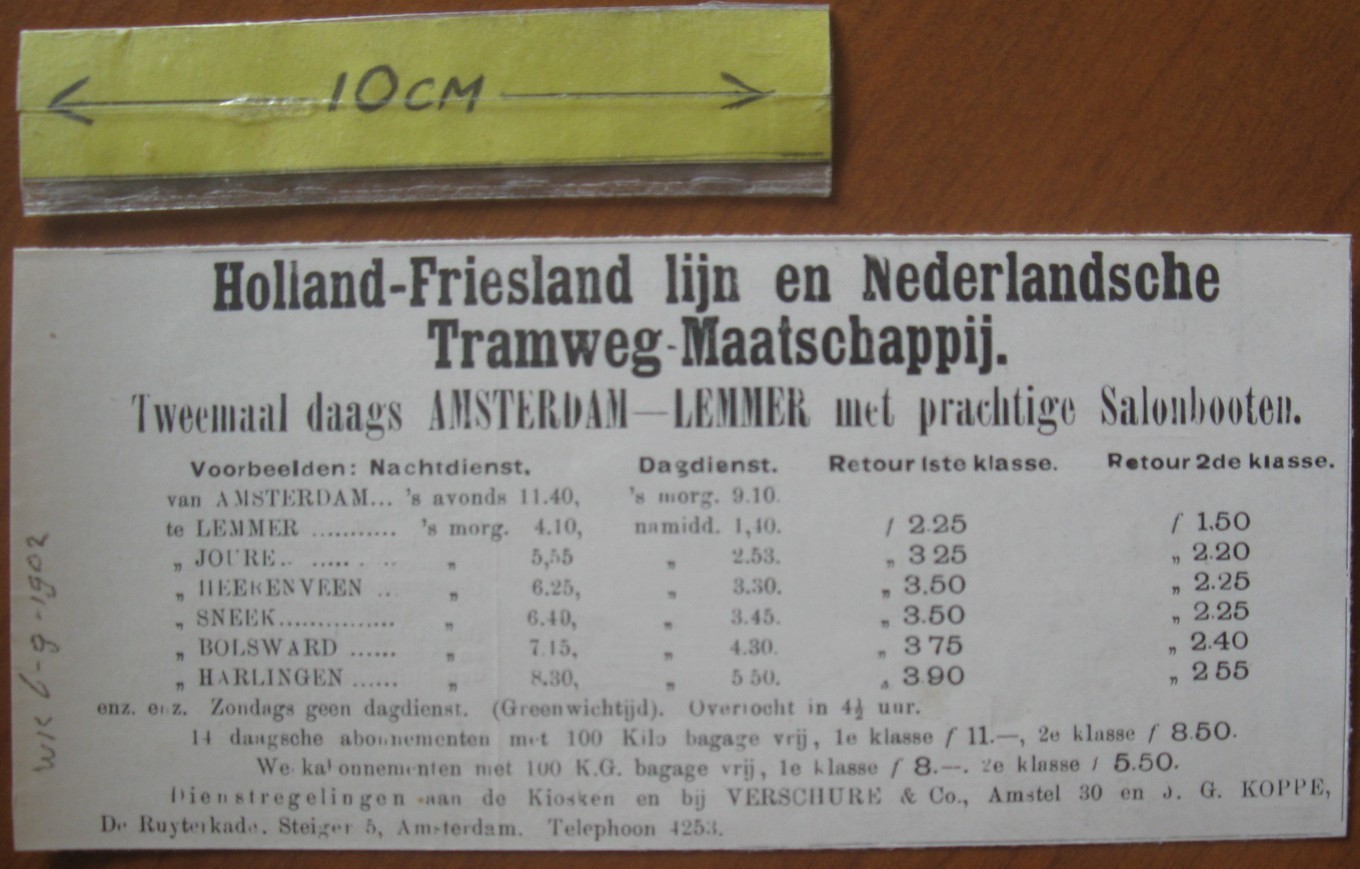 10CM
Holland-Friesland lijn en Nederlandsche
Tramweg-Maatschappij.
Tweemaal daags AMSTERDAM—LEMMER met prachtige Salonbooten.
Voorbeelden: Nachtdienst. Dagdienst. Retour 1ste klasse. Retour 2de klasse.
van AMSTERDAM... 's avonds 11.40, 's morg. 9.10.
te LEMMER ........... 's morg. 4.10, namidd. 1,40. f 2.25 f 1.50
„ JOURE.. ..... . .. „ 5,55 „ 2.53. „ 3 25 „ 2.20
„ HEERENVEEN .. „ 6.25, „ 3.30. „ 3.50 „ 2.25
„ SNEEK............... „ 6.40, „ 3.45. „ 3.50 „ 2.25
„ BOLSWARD ...... „ 7.15, „ 4.30. „ 3 75 „ 2.40
„ HARLINGEN ...... „ 8.30, „ 5 50. „ 3.90 „ 2 55
enz. enz. Zondags geen dagdienst. (Greenwichtijd). Overtocht in 4½ uur.
14 daagsche abonnementen met 100 Kilo bagage vrij, 1e klasse f 11.—, 2e klasse f 8.50.
Weekabonnementen met 100 K.G. bagage vrij, 1e klasse f 8.—. 2e klasse f 5.50.
Dienstregelingen aan de Kiosken en bij VERSCHURE & Co., Amstel 30 en J. G. KOPPE,
De Ruyterkade. Steiger 5, Amsterdam. Telephoon 4253.
WK 6-9-1902